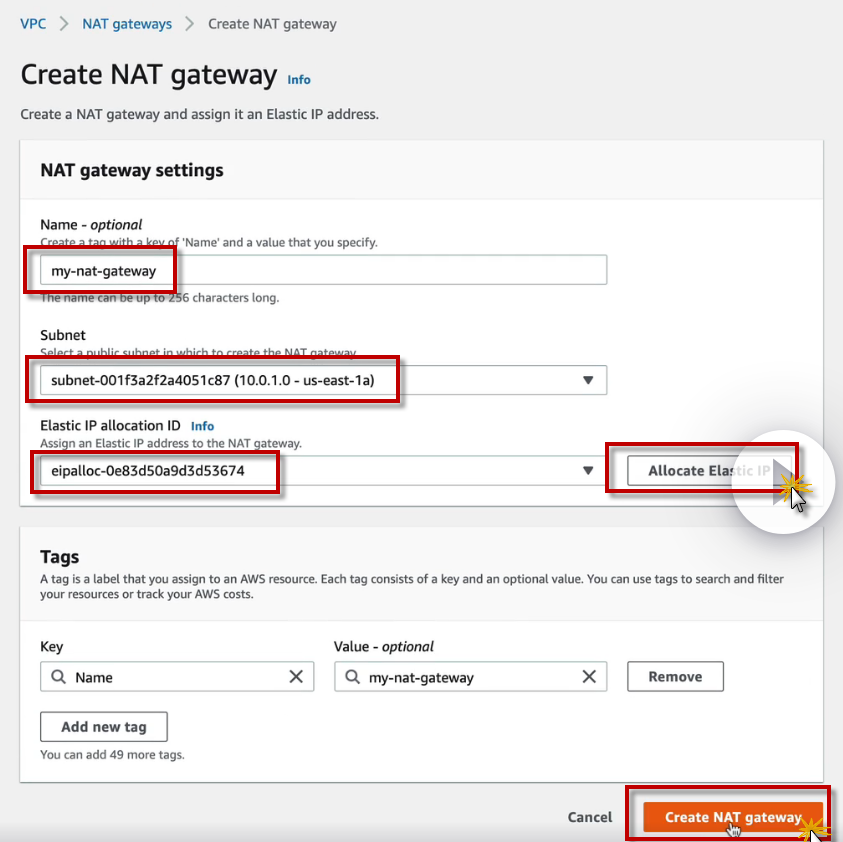 VPC > NAT gateways > Create NAT gateway
Create NAT gateway Info
Create a NAT gateway and assign it an Elastic IP address.
NAT gateway settings
Name - optional
Create a tag with a key of 'Name' and a value that you specify.
my-nat-gateway
The name can be up to 256 characters long.
Subnet
Select a public subnet in which to create the NAT gateway.
subnet-001f3a2f2a4051c87 (10.0.1.0 - us-east-1a)
Elastic IP allocation ID Info
Assign an Elastic IP address to the NAT gateway.
eipalloc-0e83d50a9d3d53674
Allocate Elastic IP
Tags
A tag is a label that you assign to an AWS resource. Each tag consists of a key and an optional value. You can use tags to search and filter
your resources or track your AWS costs.
Key Value - optional
Name my-nat-gateway Remove
Add new tag
You can add 49 more tags.
Cancel Create NAT gateway